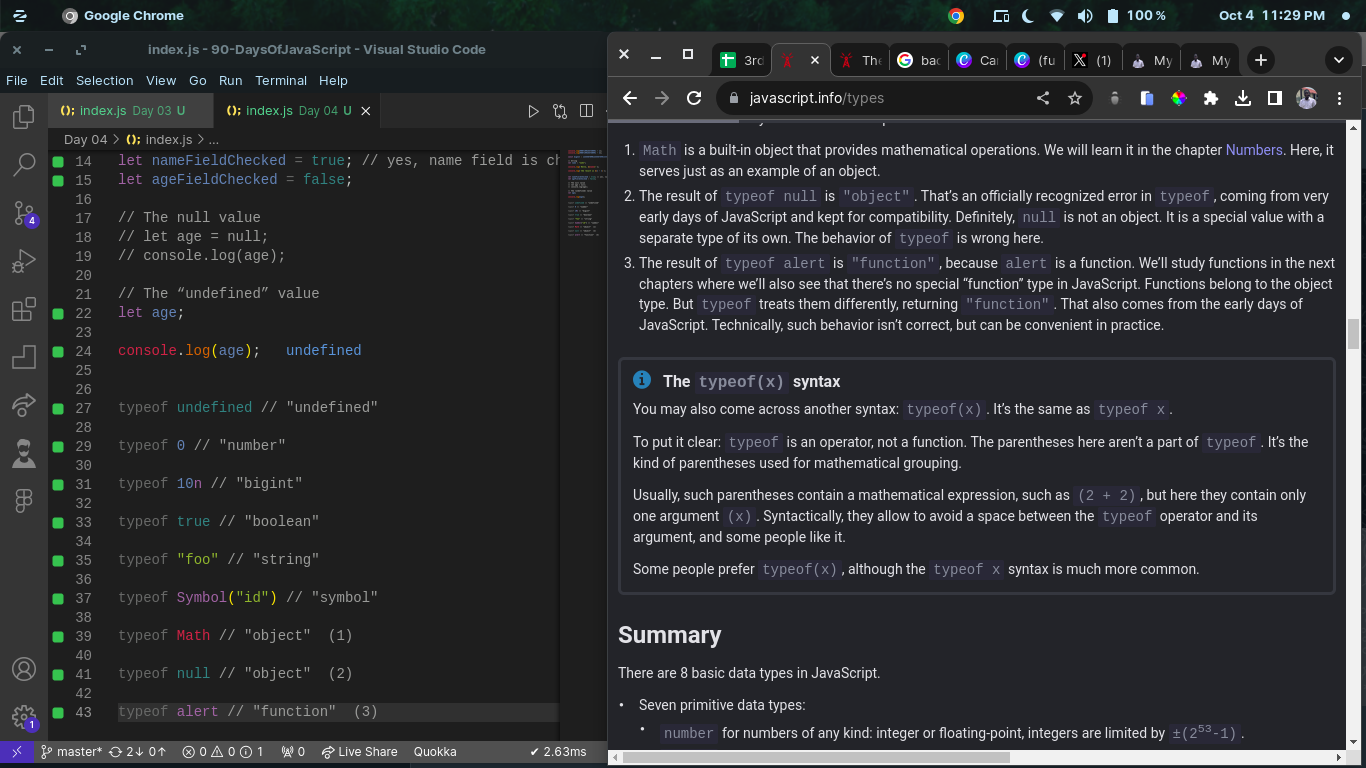 Google Chrome
100 %
Oct 4 11:29 PM
index.js - 90-DaysOfJavaScript - Visual Studio Code
File Edit Selection View Go Run Terminal Help
index.js Day 03 U
index.js Day 04 U
Day 04 > index.js > ...
14 let nameFieldChecked = true; // yes, name field is ch
15 let ageFieldChecked = false;
16
17 // The null value
18 // let age = null;
19 // console.log(age);
20
21 // The “undefined” value
22 let age;
23
24 console.log(age); undefined
25
26
27 typeof undefined // "undefined"
28
29 typeof 0 // "number"
30
31 typeof 10n // "bigint"
32
33 typeof true // "boolean"
34
35 typeof "foo" // "string"
36
37 typeof Symbol("id") // "symbol"
38
39 typeof Math // "object" (1)
40
41 typeof null // "object" (2)
42
43 typeof alert // "function" (3)
4
1
master* 2↓ 0↑ 0 0 1 0 Live Share Quokka ✓ 2.63ms
3rd
The
bac
Ca
(fu
(1)
My
My
javascript.info/types
1. Math is a built-in object that provides mathematical operations. We will learn it in the chapter Numbers. Here, it
serves just as an example of an object.
2. The result of typeof null is "object". That’s an officially recognized error in typeof, coming from very
early days of JavaScript and kept for compatibility. Definitely, null is not an object. It is a special value with a
separate type of its own. The behavior of typeof is wrong here.
3. The result of typeof alert is "function", because alert is a function. We’ll study functions in the next
chapters where we’ll also see that there’s no special “function” type in JavaScript. Functions belong to the object
type. But typeof treats them differently, returning "function". That also comes from the early days of
JavaScript. Technically, such behavior isn’t correct, but can be convenient in practice.
The typeof(x) syntax
You may also come across another syntax: typeof(x). It’s the same as typeof x.
To put it clear: typeof is an operator, not a function. The parentheses here aren’t a part of typeof. It’s the
kind of parentheses used for mathematical grouping.
Usually, such parentheses contain a mathematical expression, such as (2 + 2), but here they contain only
one argument (x). Syntactically, they allow to avoid a space between the typeof operator and its
argument, and some people like it.
Some people prefer typeof(x), although the typeof x syntax is much more common.
Summary
There are 8 basic data types in JavaScript.
• Seven primitive data types:
• number for numbers of any kind: integer or floating-point, integers are limited by ±(2⁵³-1).